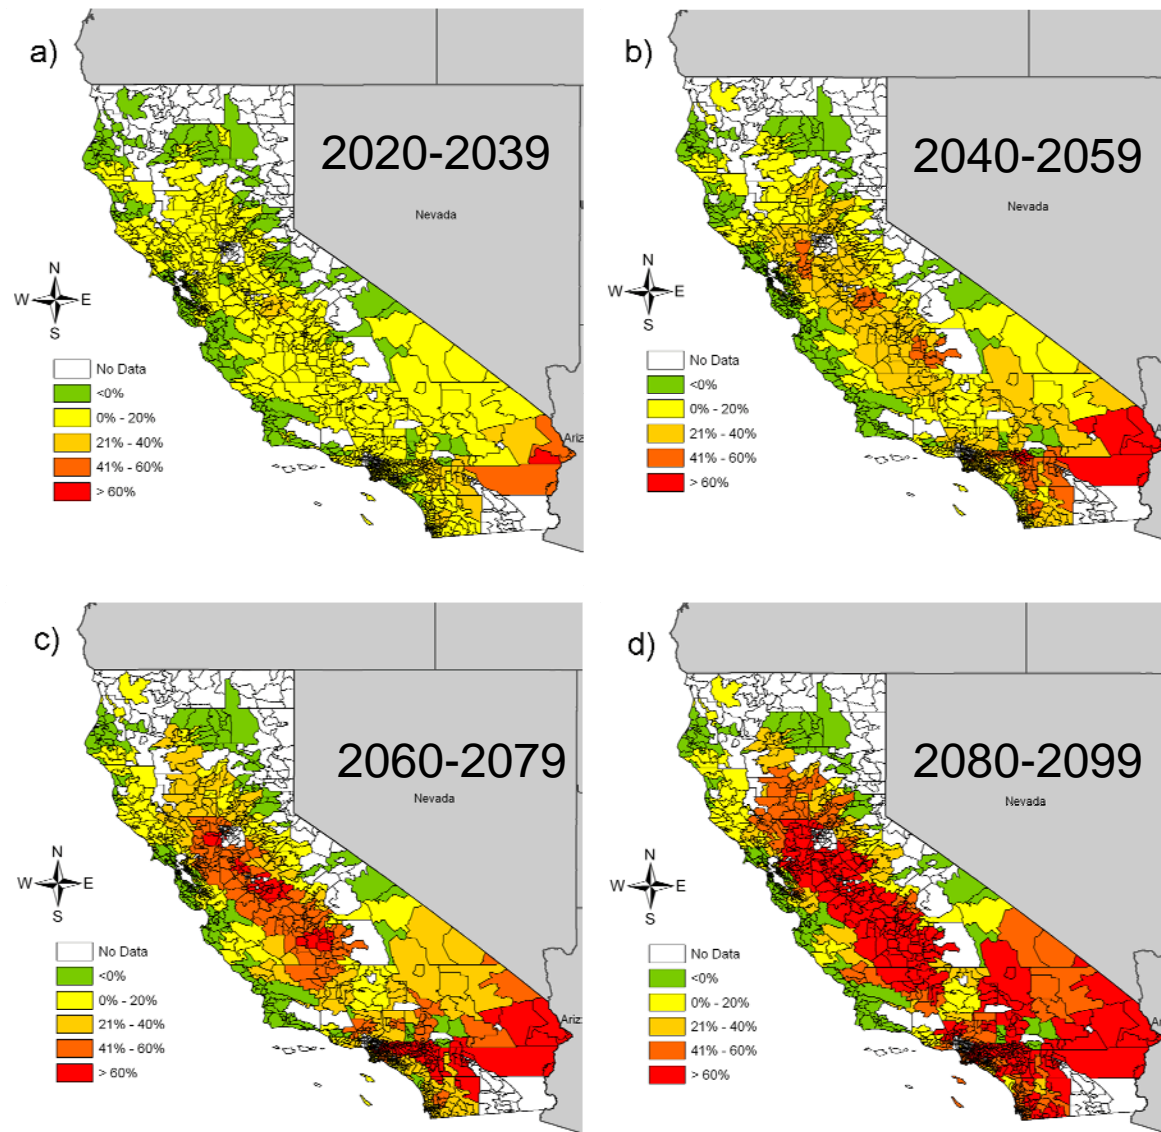 a)
2020-2039
Nevada
N
W E
S
No Data
<0%
0% - 20%
21% - 40%
41% - 60%
> 60%
Ariz
b)
2040-2059
Nevada
N
W E
S
No Data
<0%
0% - 20%
21% - 40%
41% - 60%
> 60%
A
c)
2060-2079
Nevada
N
W E
S
No Data
<0%
0% - 20%
21% - 40%
41% - 60%
> 60%
Ariz
d)
2080-2099
Nevada
N
W E
S
No Data
<0%
0% - 20%
21% - 40%
41% - 60%
> 60%
A